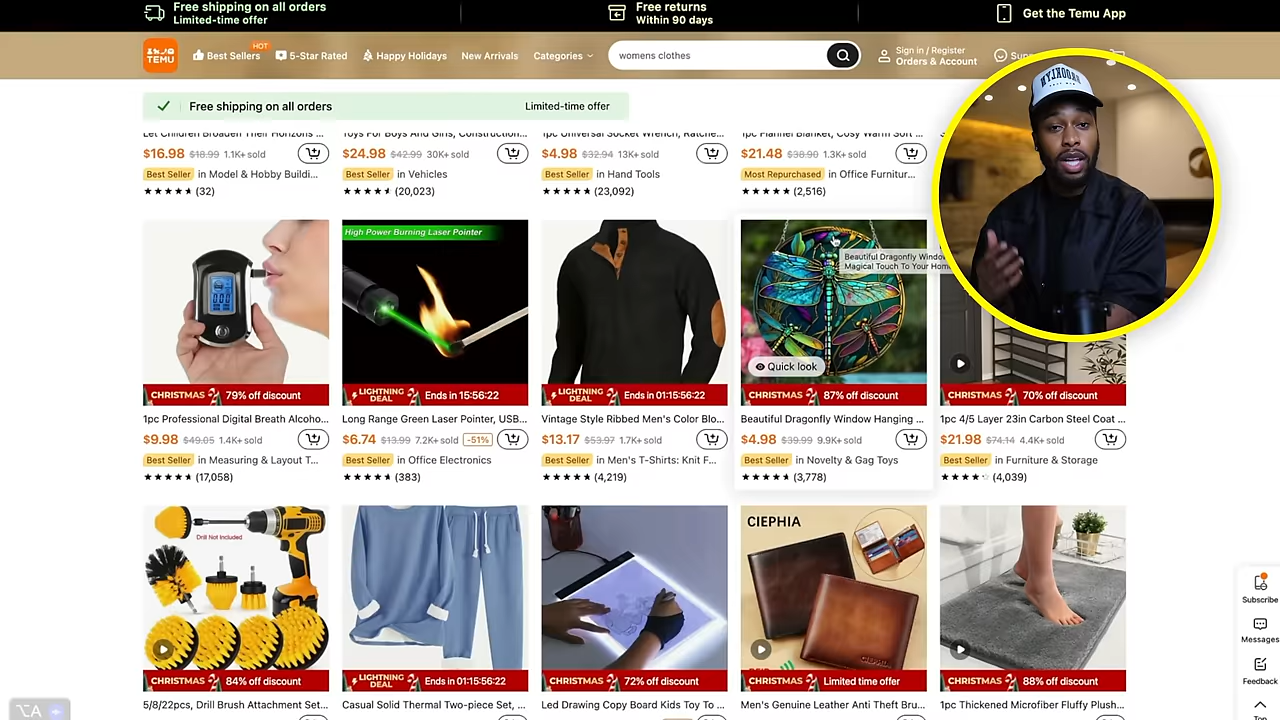 Free shipping on all orders
Limited-time offer
Free returns
Within 90 days
Get the Temu App
TEMU
Best Sellers
HOT
5-Star Rated
Happy Holidays
New Arrivals
Categories
womens clothes
Sign in / Register
Orders & Account
BROOKLYN
Free shipping on all orders
Limited-time offer
Let Children Broaden Their Horizons ...
Toys For Boys And Girls, Construction...
1pc Universal Socket Wrench, Ratche...
1pc Flannel Blanket, Cosy Warm Soft ...
$16.98 $18.99 1.1K+ sold
$24.98 $42.99 30K+ sold
$4.98 $32.94 13K+ sold
$21.48 $38.90 1.3K+ sold
Best Seller in Model & Hobby Buildi...
Best Seller in Vehicles
Best Seller in Hand Tools
Most Repurchased in Office Furnitur...
(32)
(20,023)
(23,092)
(2,516)
High Power Burning Laser Pointer
Beautiful Dragonfly Window
Magical Touch To Your Home
Quick look
CHRISTMAS 79% off discount
LIGHTNING DEAL Ends in 15:56:22
LIGHTNING DEAL Ends in 01:15:56:22
CHRISTMAS 87% off discount
CHRISTMAS 70% off discount
1pc Professional Digital Breath Alcoho...
Long Range Green Laser Pointer, USB...
Vintage Style Ribbed Men's Color Blo...
Beautiful Dragonfly Window Hanging ...
1pc 4/5 Layer 23in Carbon Steel Coat ...
$9.98 $49.05 1.4K+ sold
$6.74 $13.99 7.2K+ sold -51%
$13.17 $53.97 1.7K+ sold
$4.98 $39.99 9.9K+ sold
$21.98 $74.14 4.4K+ sold
Best Seller in Measuring & Layout T...
Best Seller in Office Electronics
Best Seller in Men's T-Shirts: Knit F...
Best Seller in Novelty & Gag Toys
Best Seller in Furniture & Storage
(17,058)
(383)
(4,219)
(3,778)
(4,039)
Drill Not Included
CIEPHIA
CIEPHIA
CHRISTMAS 84% off discount
LIGHTNING DEAL Ends in 01:15:56:22
CHRISTMAS 72% off discount
CHRISTMAS Limited time offer
CHRISTMAS 88% off discount
5/8/22pcs, Drill Brush Attachment Set...
Casual Solid Thermal Two-piece Set, ...
Led Drawing Copy Board Kids Toy To ...
Men's Genuine Leather Anti Theft Bru...
1pc Thickened Microfiber Fluffy Plush...
Subscribe
Messages
Feedback
Top
⌥A